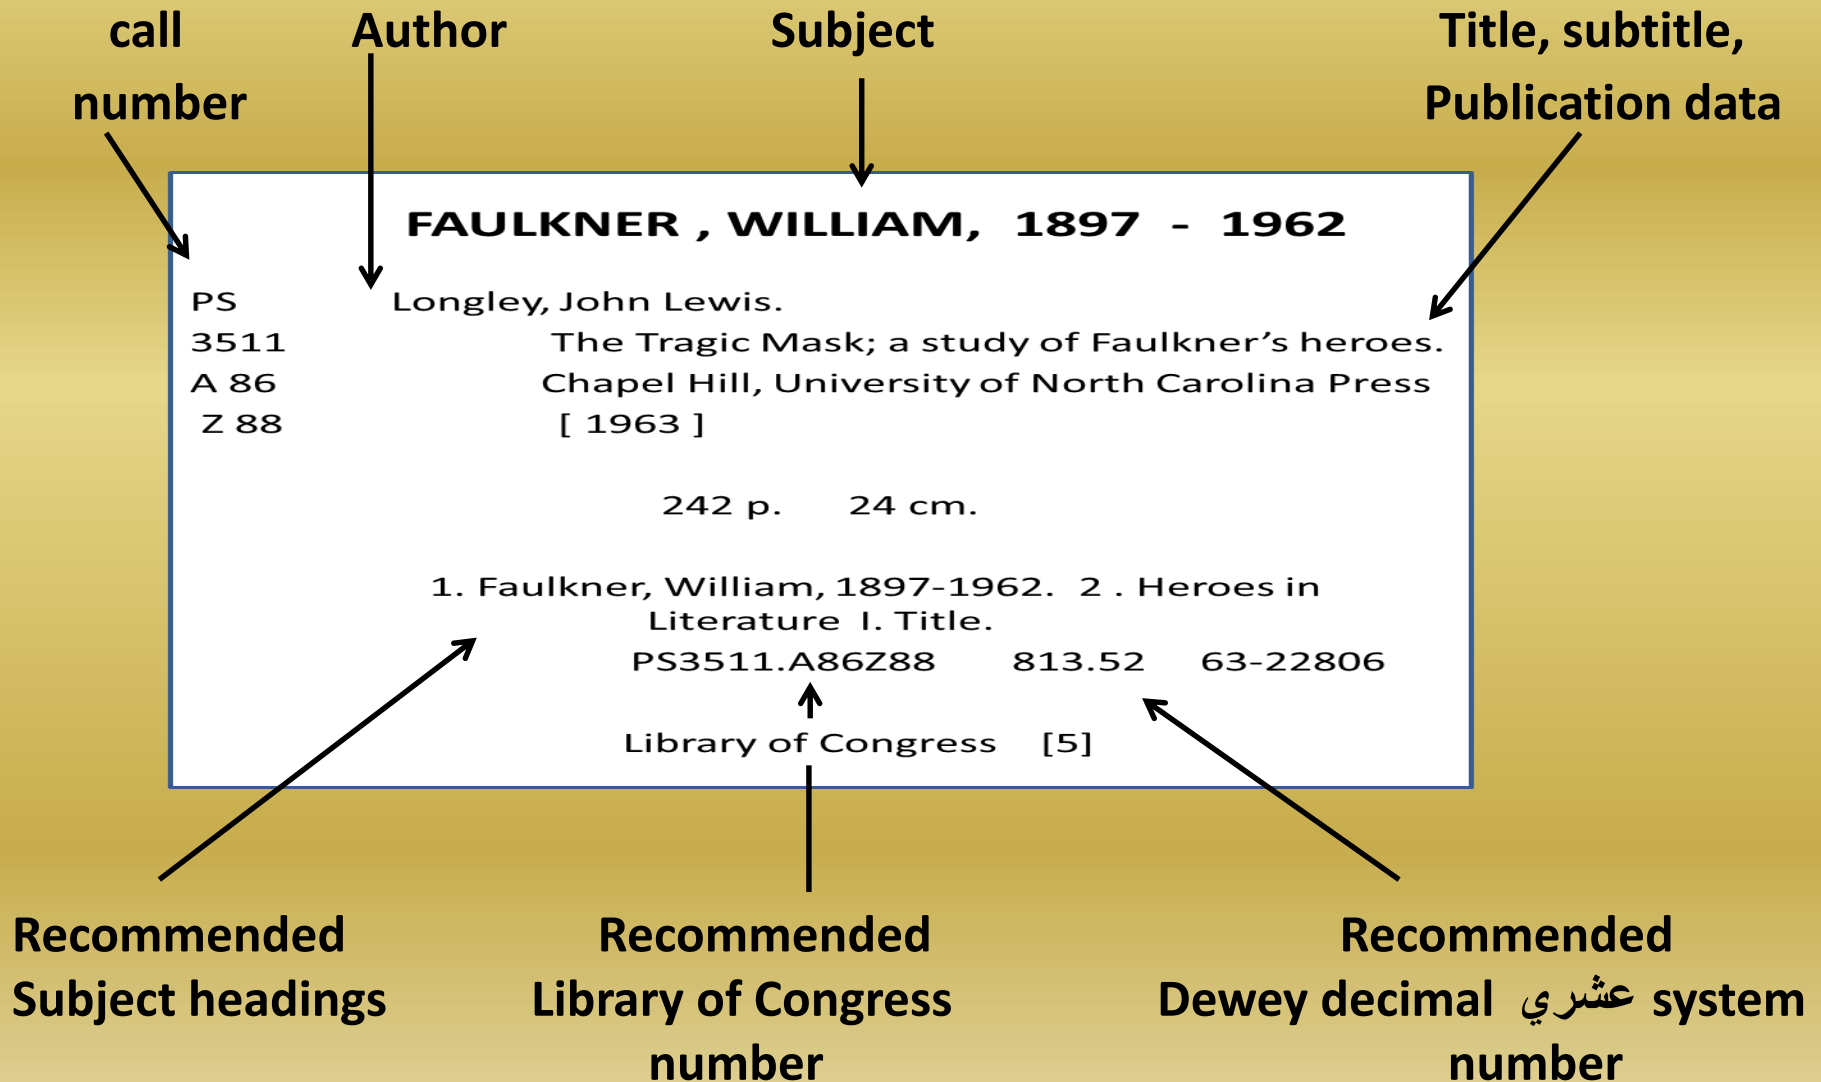 call
number
Author
Subject
Title, subtitle,
Publication data
FAULKNER , WILLIAM, 1897 - 1962
PS
3511
A 86
Z 88
Longley, John Lewis.
The Tragic Mask; a study of Faulkner’s heroes.
Chapel Hill, University of North Carolina Press
[ 1963 ]
242 p. 24 cm.
1. Faulkner, William, 1897-1962. 2 . Heroes in
Literature I. Title.
PS3511.A86Z88 813.52 63-22806
Library of Congress [5]
Recommended
Subject headings
Recommended
Library of Congress
number
Recommended
Dewey decimal عشري system
number